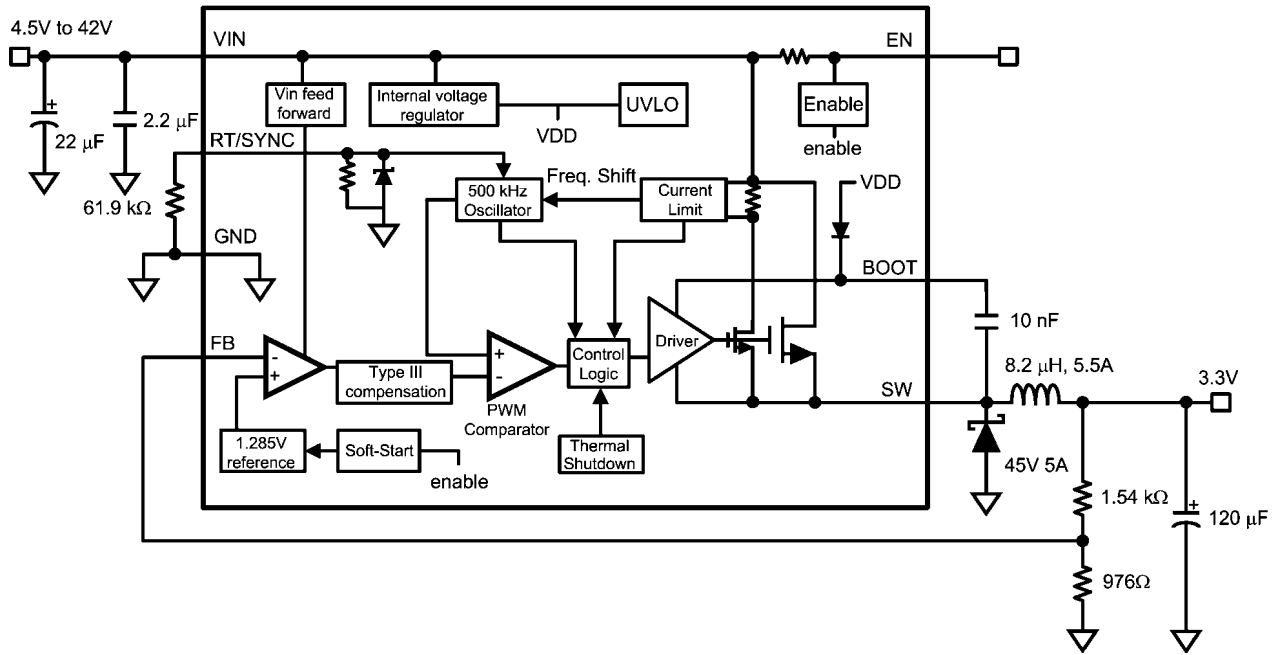 4.5V to 42V
VIN
EN
Vin feed
forward
Internal voltage
regulator
UVLO
Enable
+
22 μF
2.2 μF
VDD
enable
RT/SYNC
500 kHz
Oscillator
Freq. Shift
Current
Limit
VDD
61.9 kΩ
GND
BOOT
10 nF
FB
-
+
Type III
compensation
+
-
PWM
Comparator
Control
Logic
Driver
8.2 μH, 5.5A
SW
3.3V
1.285V
reference
Soft-Start
enable
Thermal
Shutdown
45V 5A
1.54 kΩ
+
120 μF
976Ω